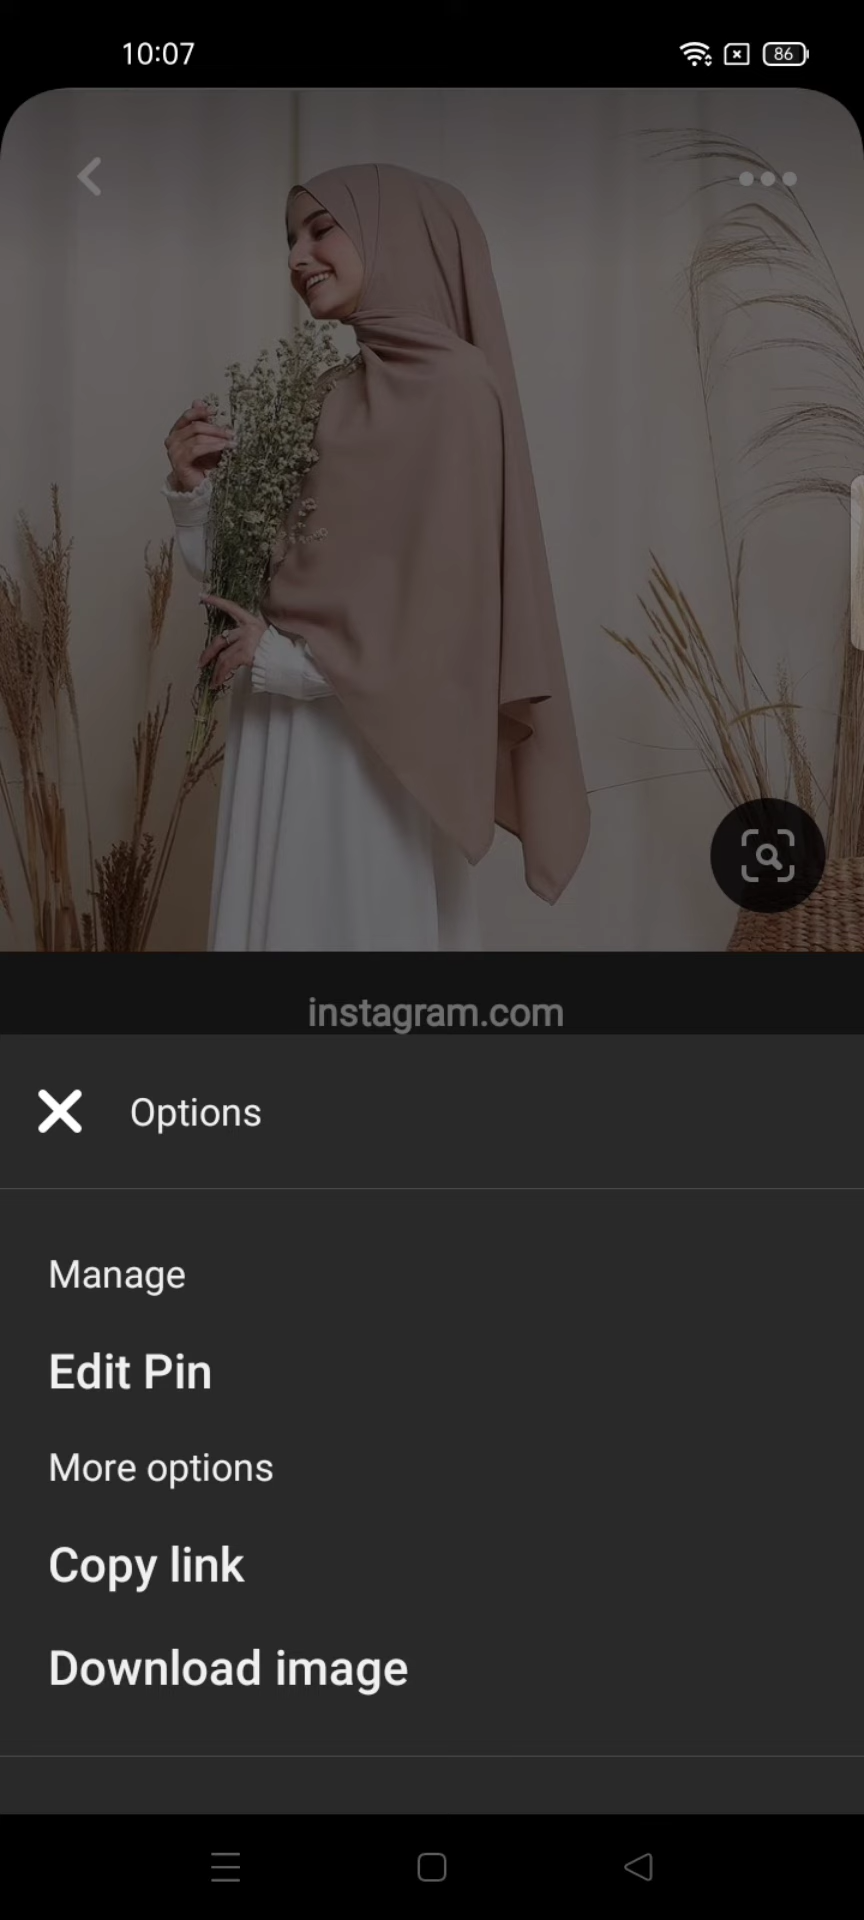 10:07
86
instagram.com
Options
Manage
Edit Pin
More options
Copy link
Download image